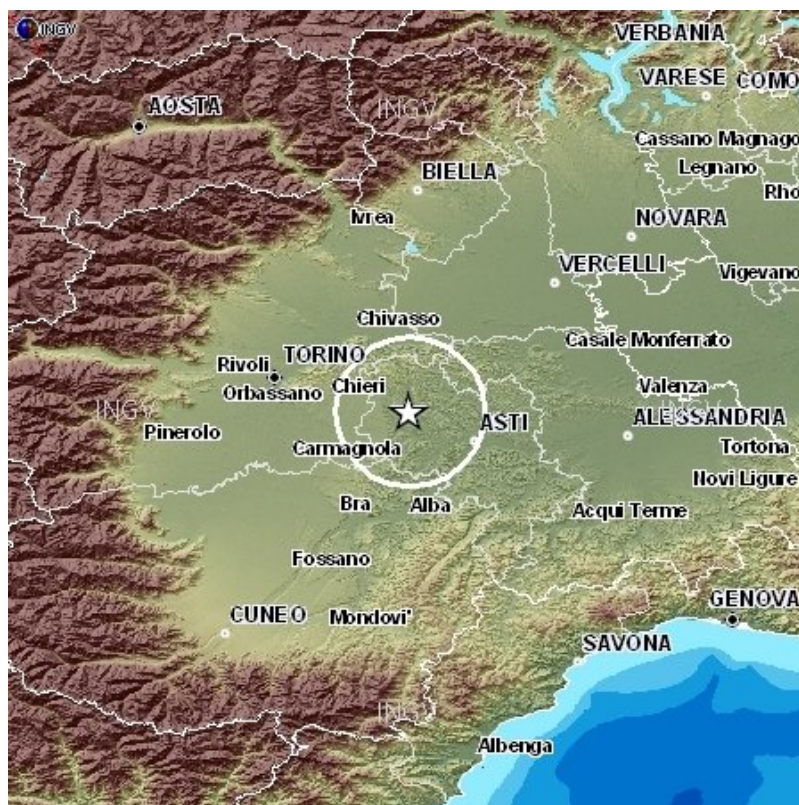 INGV
VERBANIA
VARESE
COMO
AOSTA
INGV
Cassano Magnago
Legnano
BIELLA
Rho
Ivrea
NOVARA
VERCELLI
Vigevano
Chivasso
Casale Monferrato
TORINO
Rivoli
Chieri
Orbassano
Valenza
INGV
INGV
ASTI
ALESSANDRIA
Pinerolo
Carmagnola
Tortona
Novi Ligure
Bra
Alba
Acqui Terme
Fossano
GENOVA
CUNEO
Mondovi'
SAVONA
INGV
Albenga